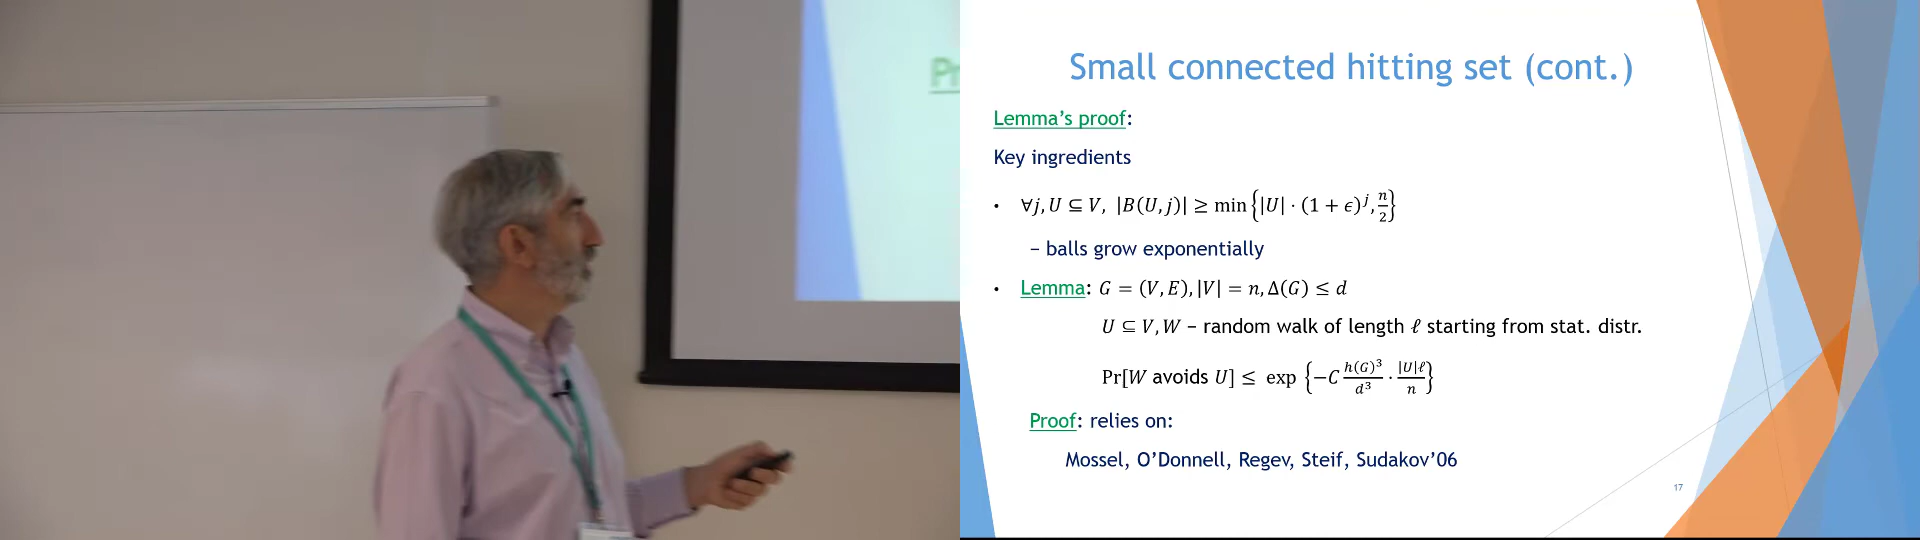 Pr
Small connected hitting set (cont.)
Lemma's proof:
Key ingredients
• ∀j, U ⊆ V, |B(U, j)| ≥ min{|U| · (1 + ϵ)^j, n/2}
– balls grow exponentially
• Lemma: G = (V, E), |V| = n, Δ(G) ≤ d
U ⊆ V, W – random walk of length ℓ starting from stat. distr.
Pr[W avoids U] ≤ exp {−C h(G)³/d³ · |U|ℓ/n}
Proof: relies on:
Mossel, O'Donnell, Regev, Steif, Sudakov'06
17